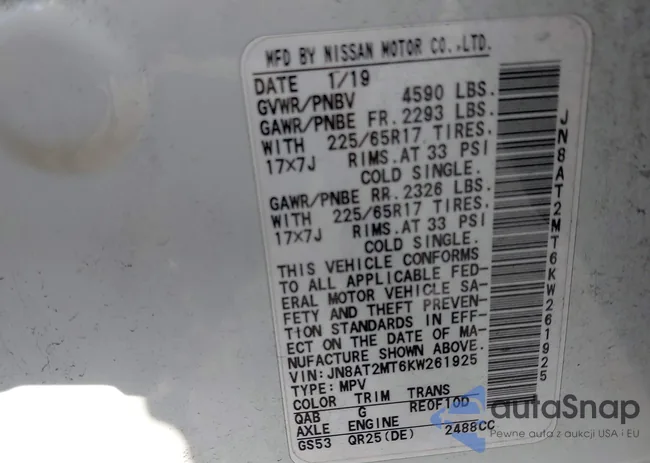 MFD BY NISSAN MOTOR CO.,LTD.
DATE 1/19
GVWR/PNBV 4590 LBS.
GAWR/PNBE FR. 2293 LBS.
WITH 225/65R17 TIRES.
17x7J RIMS.AT 33 PSI
COLD SINGLE.
GAWR/PNBE RR. 2326 LBS.
WITH 225/65R17 TIRES,
17x7J RIMS.AT 33 PSI
COLD SINGLE.
THIS VEHICLE CONFORMS
TO ALL APPLICABLE FED-
ERAL MOTOR VEHICLE SA-
FETY AND THEFT PREVEN-
TION STANDARDS IN EFF-
ECT ON THE DATE OF MA-
NUFACTURE SHOWN ABOVE.
VIN: JN8AT2MT6KW261925
TYPE: MPV
COLOR TRIM TRANS
QAB G RE0F10D
AXLE ENGINE
GS53 QR25(DE) 2488CC
JN8AT2MT6KW261925
autoSnap
Pewne auta z aukcji USA i EU